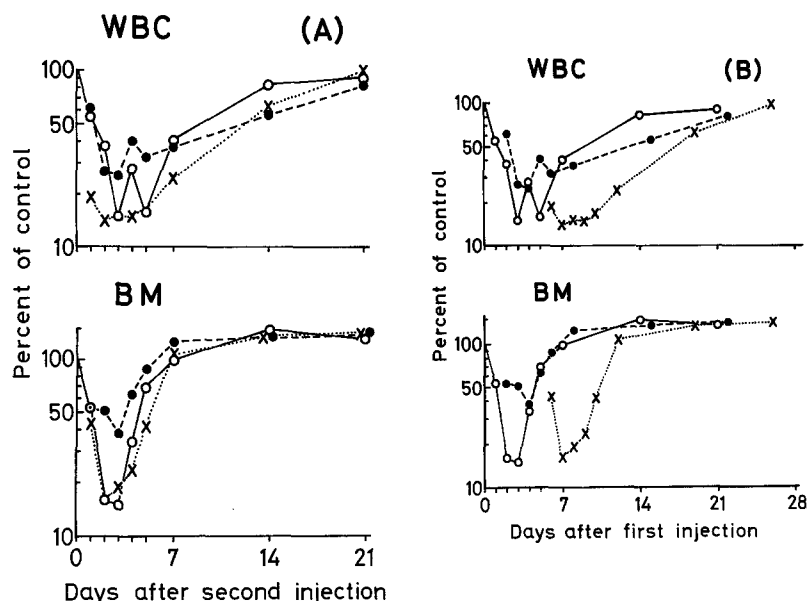 WBC (A)
Percent of control
100
50
10
BM
100
50
10
0 7 14 21
Days after second injection
WBC (B)
Percent of control
100
50
10
BM
100
50
10
0 7 14 21 28
Days after first injection